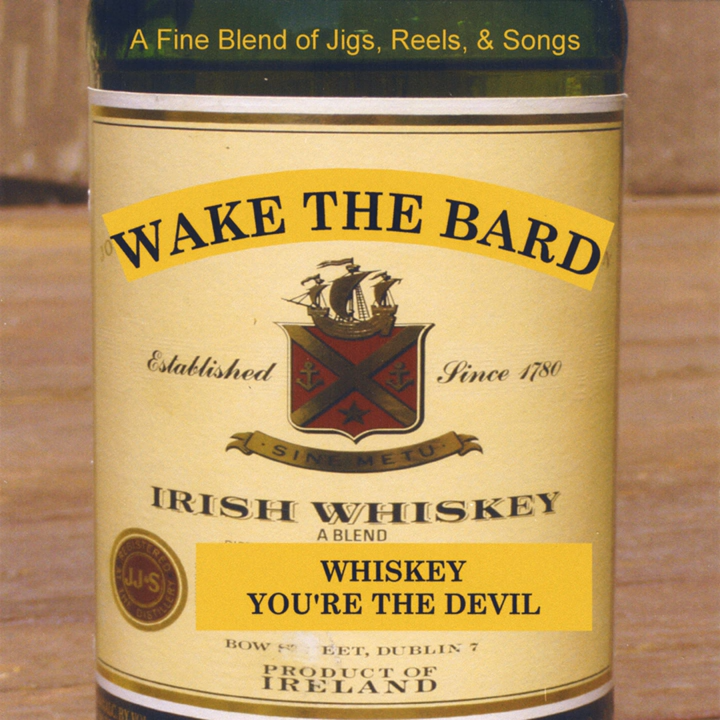 A Fine Blend of Jigs, Reels, & Songs
WAKE THE BARD
Established Since 1780
SINE METU
IRISH WHISKEY
A BLEND
REGISTERED
JJ&S
WHISKEY
YOU'RE THE DEVIL
BOW EET, DUBLIN 7
PRODUCT OF
IRELAND